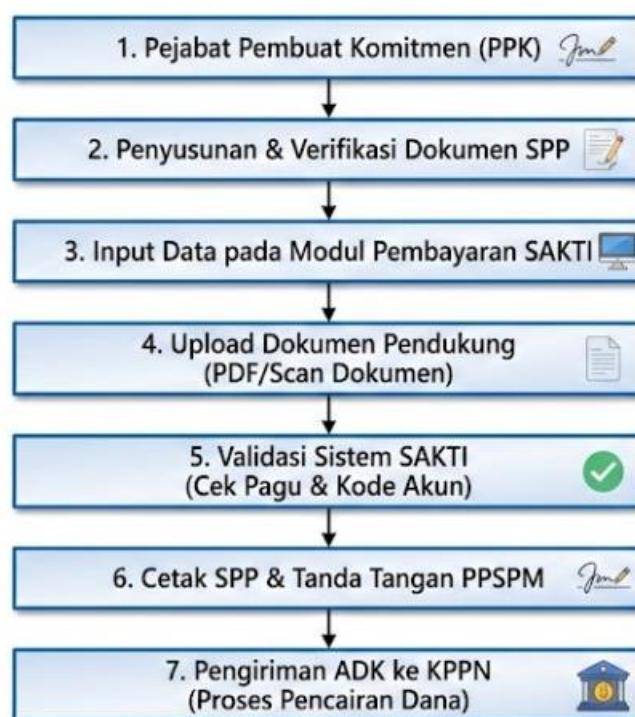 1. Pejabat Pembuat Komitmen (PPK)
2. Penyusunan & Verifikasi Dokumen SPP
3. Input Data pada Modul Pembayaran SAKTI
4. Upload Dokumen Pendukung
(PDF/Scan Dokumen)
5. Validasi Sistem SAKTI
(Cek Pagu & Kode Akun)
6. Cetak SPP & Tanda Tangan PPSPM
7. Pengiriman ADK ke KPPN
(Proses Pencairan Dana)